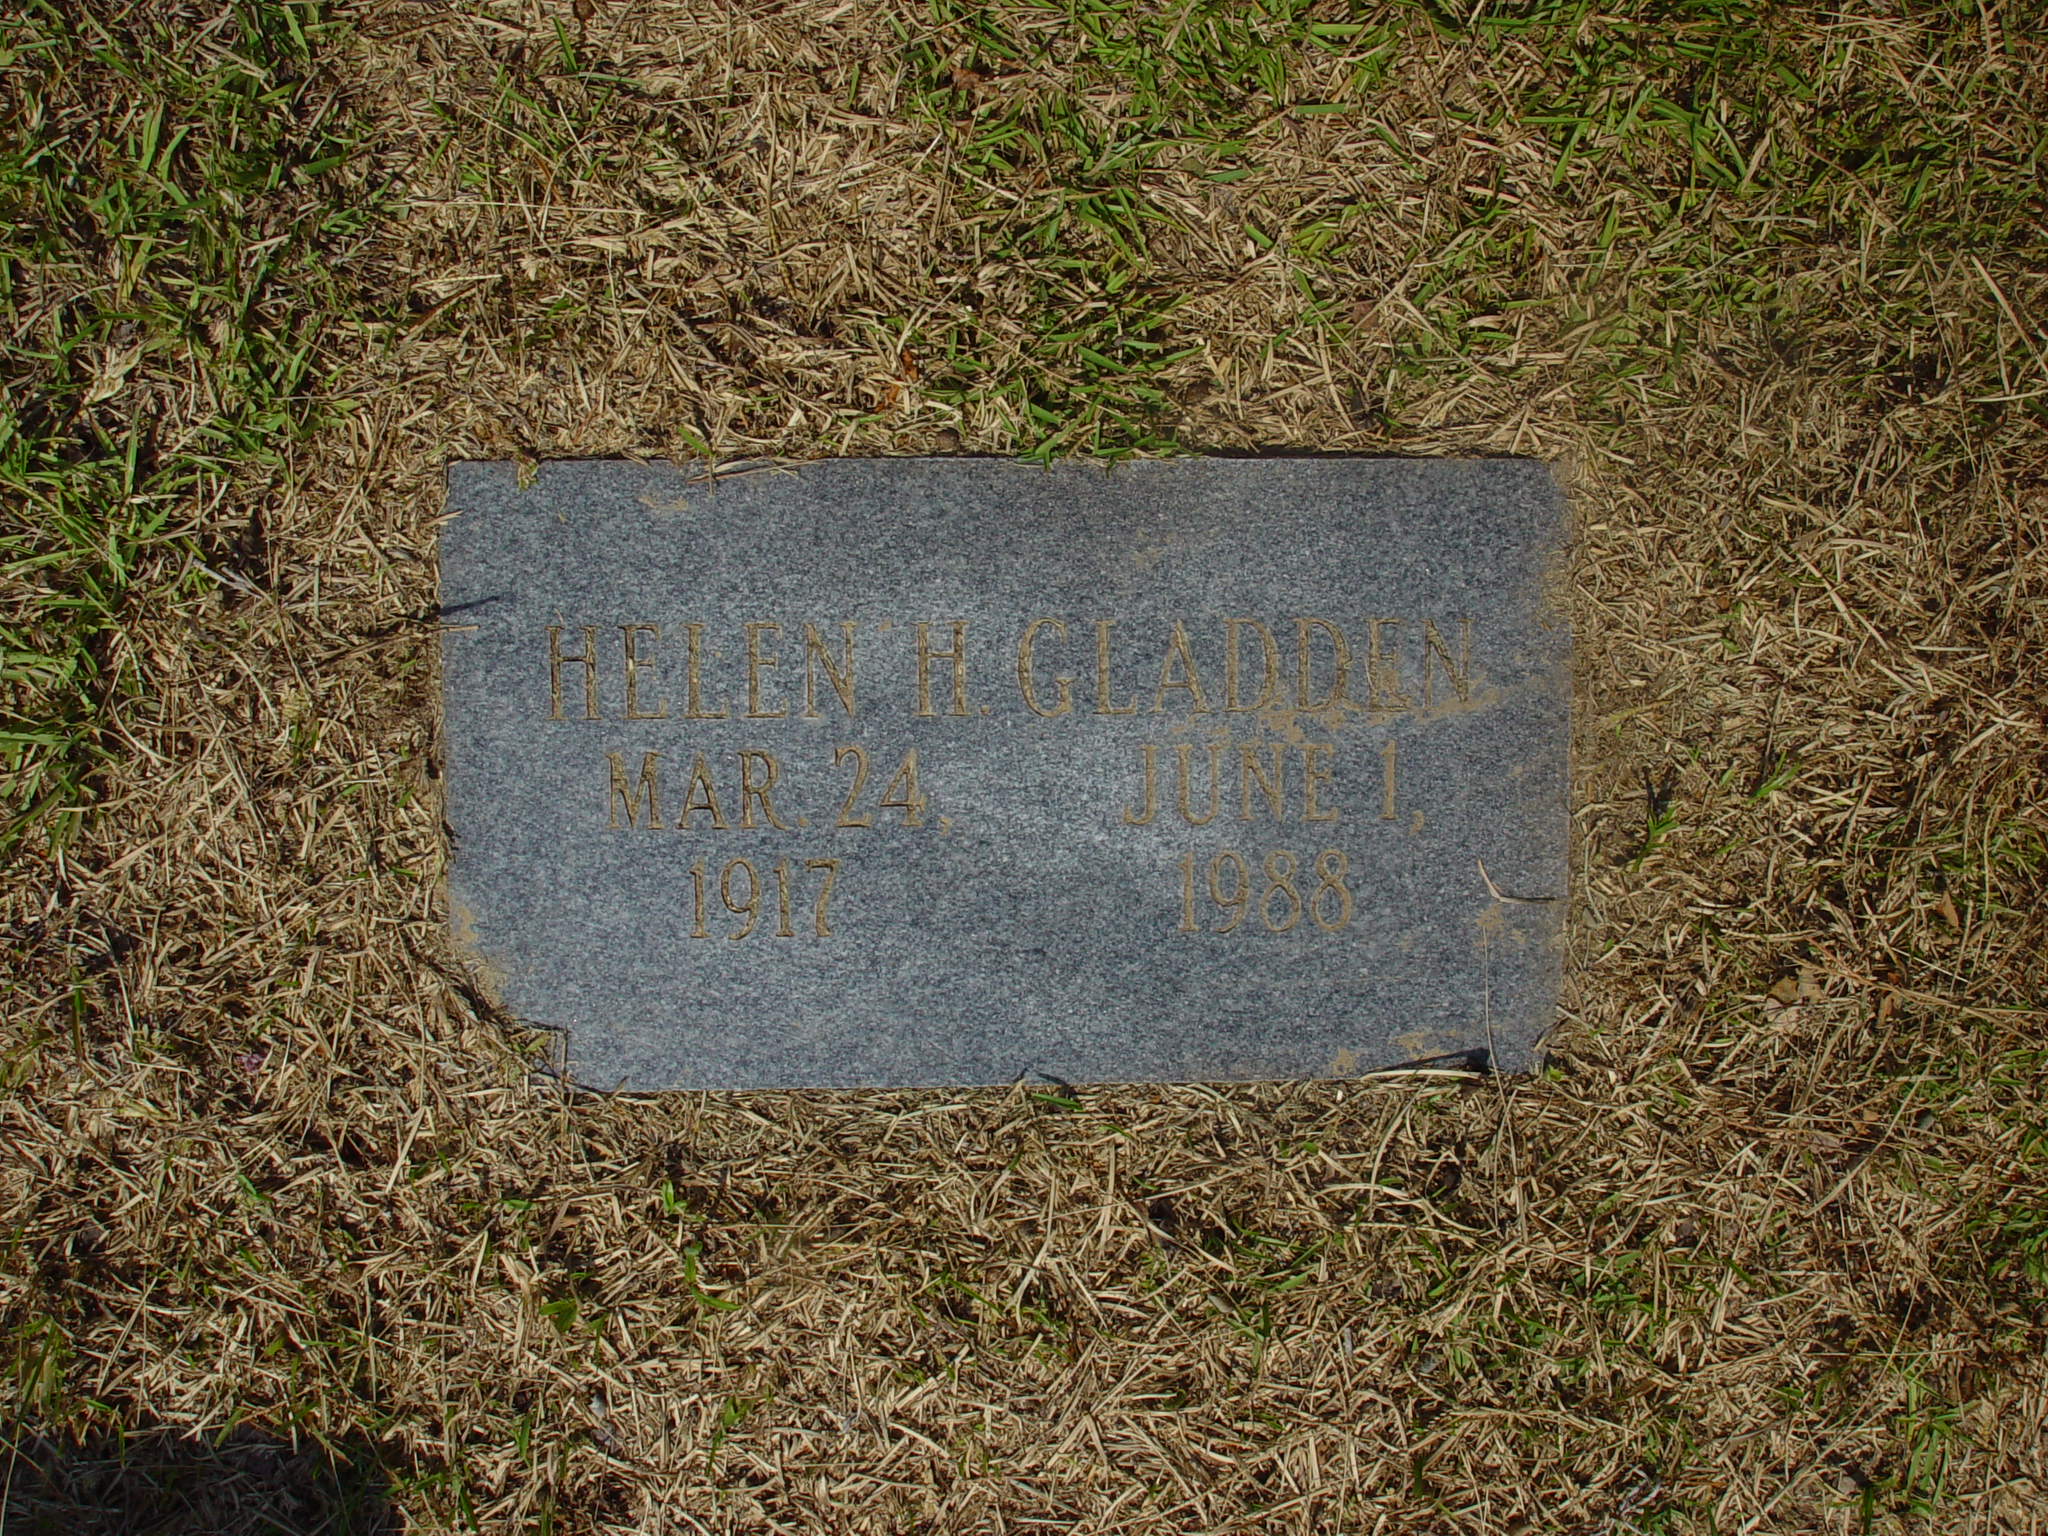 HELEN H. GLADDEN
MAR. 24, JUNE 1,
1917 1988